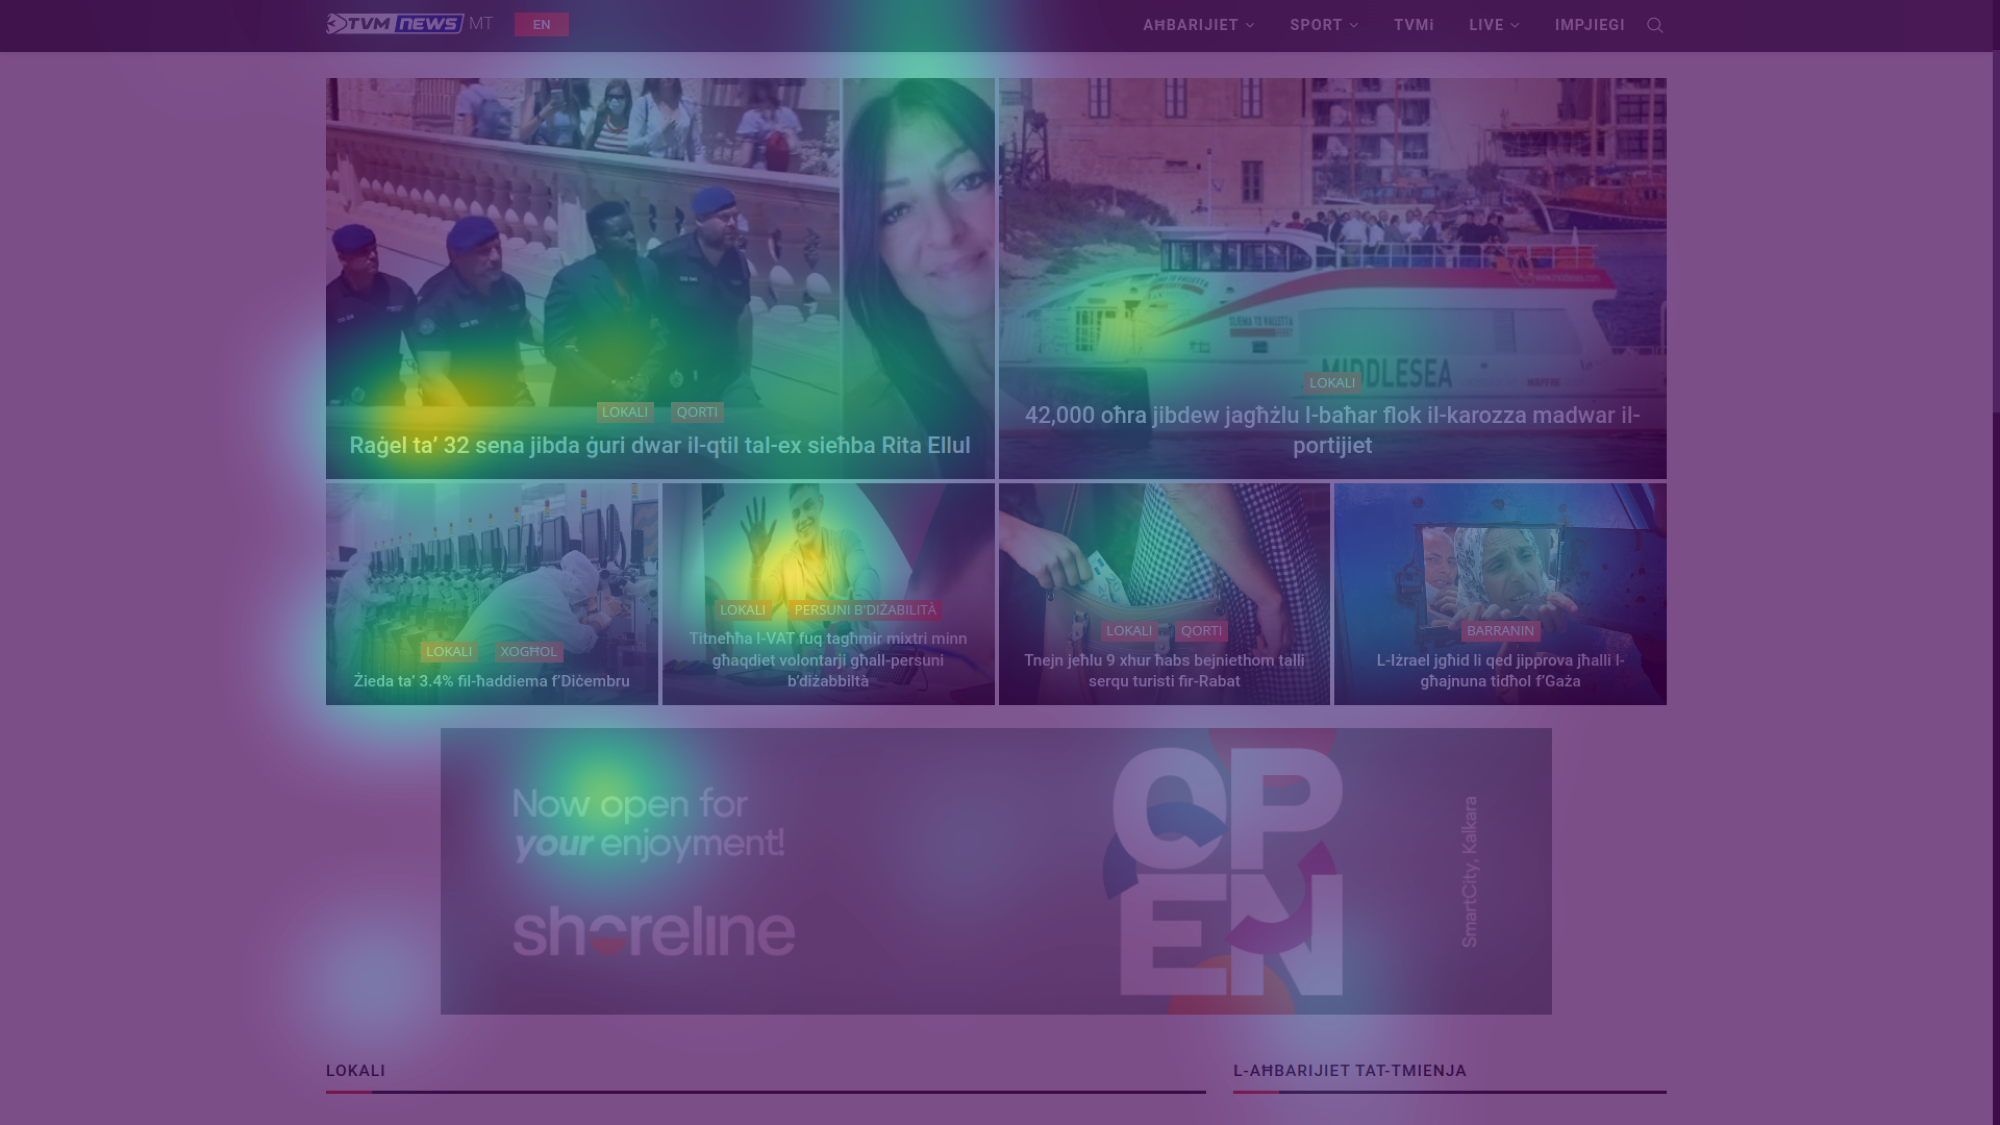 TVM NEWS MT
EN
AĦBARIJIET
SPORT
TVMi
LIVE
IMPJIEGI
LOKALI
QORTI
Raġel ta’ 32 sena jibda ġuri dwar il-qtil tal-ex sieħba Rita Ellul
MIDDLESEA
LOKALI
42,000 oħra jibdew jagħżlu l-baħar flok il-karozza madwar il-
portijiet
LOKALI
XOGĦOL
Żieda ta’ 3.4% fil-ħaddiema f’Diċembru
LOKALI
PERSUNI B'DIŻABILITÀ
Titneħħa l-VAT fuq tagħmir mixtri minn
għaqdiet volontarji għall-persuni
b’diżabbiltà
LOKALI
QORTI
Tnejn jeħlu 9 xhur ħabs bejniethom talli
serqu turisti fir-Rabat
BARRANIN
L-Iżrael jgħid li qed jipprova jħalli l-
għajnuna tidħol f’Gaża
Now open for
your enjoyment!
shoreline
OPEN
SmartCity, Kalkara
LOKALI
L-AĦBARIJIET TAT-TMIENJA